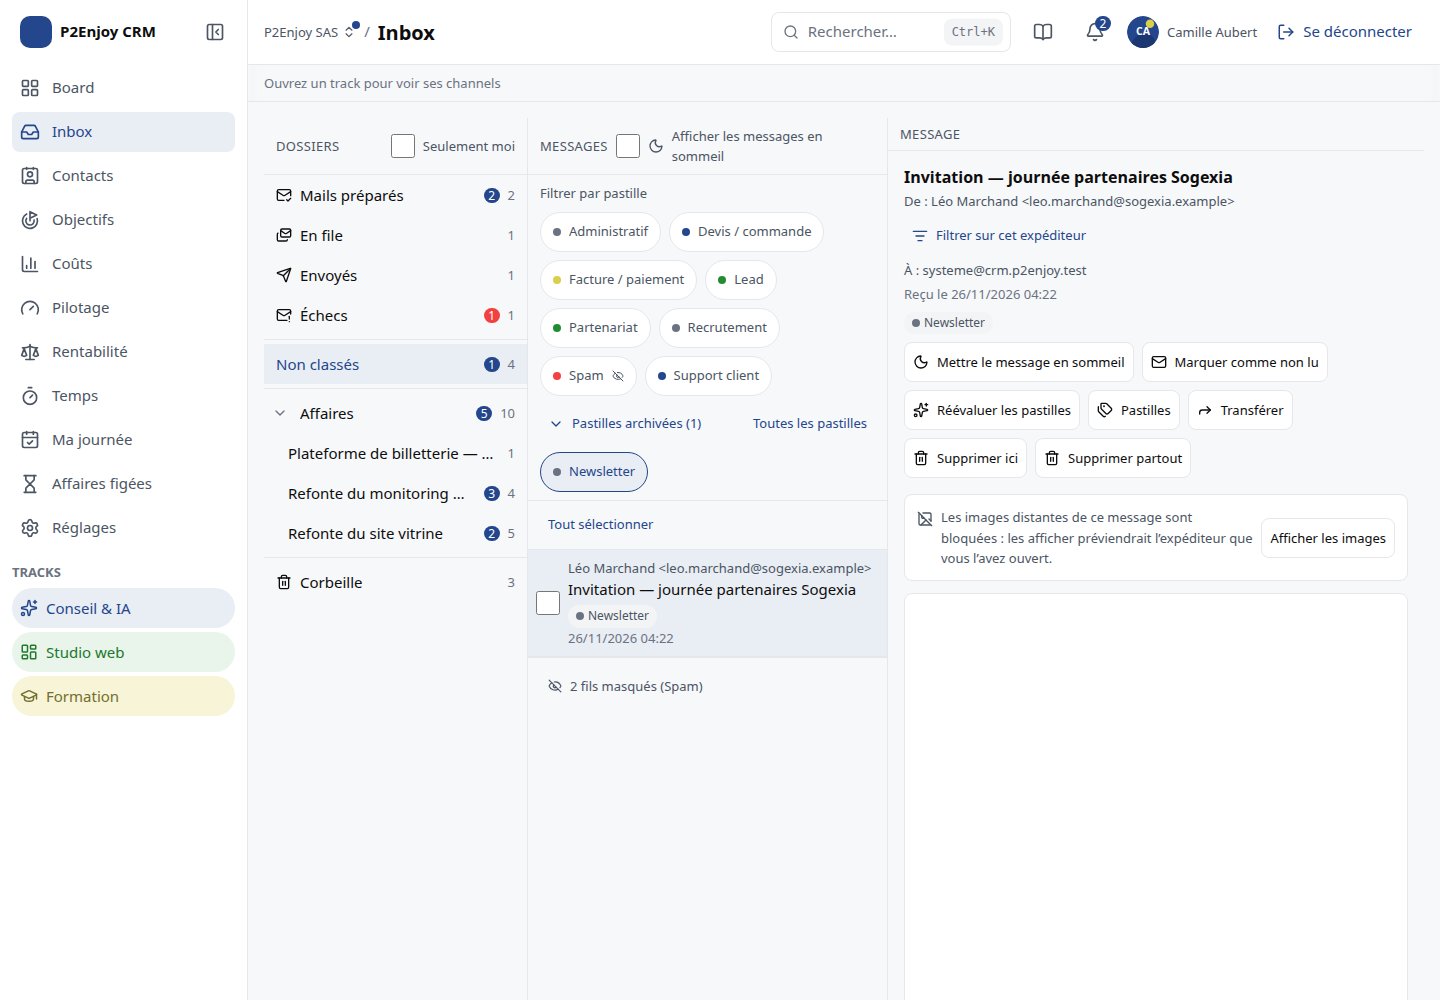 P2Enjoy CRM
Board
Inbox
Contacts
Objectifs
Coûts
Pilotage
Rentabilité
Temps
Ma journée
Affaires figées
Réglages
TRACKS
Conseil & IA
Studio web
Formation
P2Enjoy SAS / Inbox
Rechercher... Ctrl+K
2
CA Camille Aubert
Se déconnecter
Ouvrez un track pour voir ses channels
DOSSIERS Seulement moi
Mails préparés 2 2
En file 1
Envoyés 1
Échecs 1 1
Non classés 1 4
Affaires 5 10
Plateforme de billetterie — ... 1
Refonte du monitoring ... 3 4
Refonte du site vitrine 2 5
Corbeille 3
MESSAGES Afficher les messages en
sommeil
Filtrer par pastille
Administratif Devis / commande
Facture / paiement Lead
Partenariat Recrutement
Spam Support client
Pastilles archivées (1) Toutes les pastilles
Newsletter
Tout sélectionner
Léo Marchand <leo.marchand@sogexia.example>
Invitation — journée partenaires Sogexia
Newsletter
26/11/2026 04:22
2 fils masqués (Spam)
MESSAGE
Invitation — journée partenaires Sogexia
De : Léo Marchand <leo.marchand@sogexia.example>
Filtrer sur cet expéditeur
À : systeme@crm.p2enjoy.test
Reçu le 26/11/2026 04:22
Newsletter
Mettre le message en sommeil Marquer comme non lu
Réévaluer les pastilles Pastilles Transférer
Supprimer ici Supprimer partout
Les images distantes de ce message sont
bloquées : les afficher préviendrait l’expéditeur que
vous l’avez ouvert.
Afficher les images